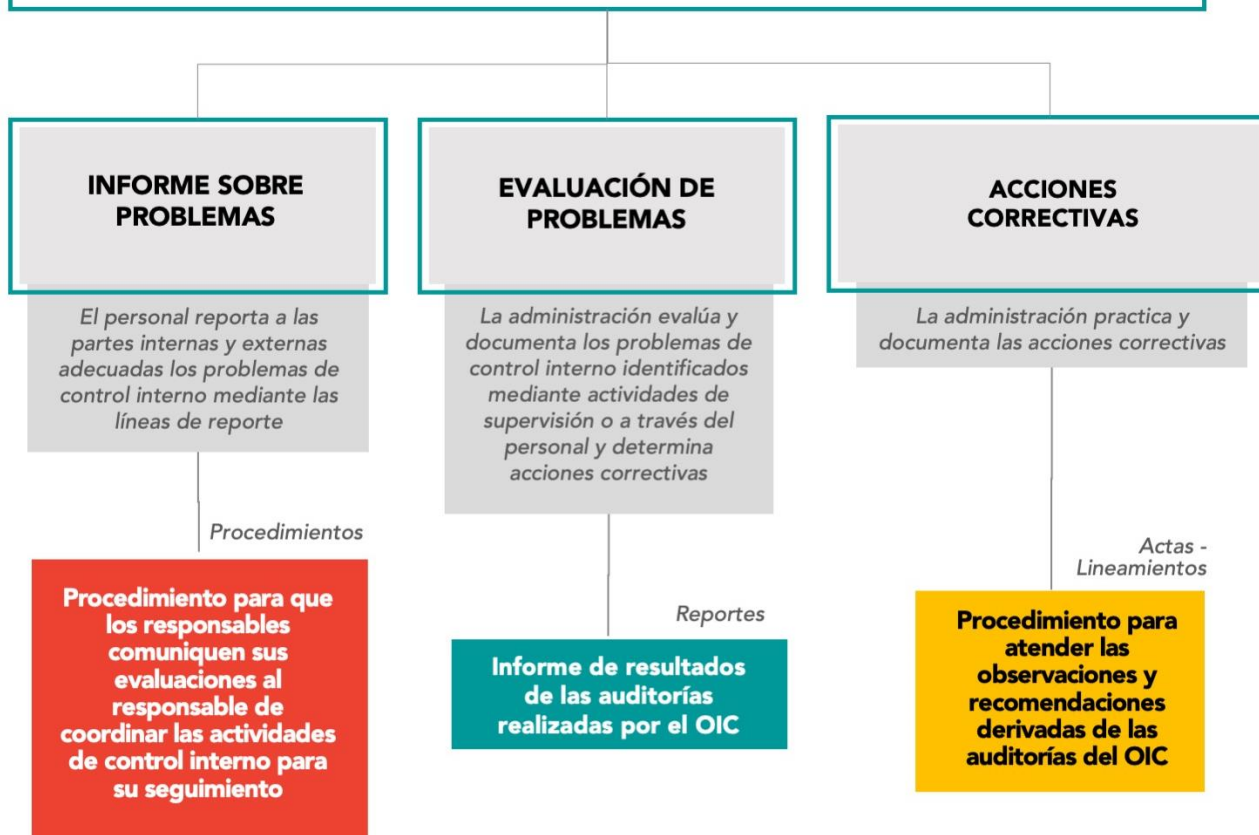 INFORME SOBRE
PROBLEMAS
El personal reporta a las
partes internas y externas
adecuadas los problemas de
control interno mediante las
líneas de reporte
Procedimientos
Procedimiento para que
los responsables
comuniquen sus
evaluaciones al
responsable de
coordinar las actividades
de control interno para
su seguimiento
EVALUACIÓN DE
PROBLEMAS
La administración evalúa y
documenta los problemas de
control interno identificados
mediante actividades de
supervisión o a través del
personal y determina
acciones correctivas
Reportes
Informe de resultados
de las auditorías
realizadas por el OIC
ACCIONES
CORRECTIVAS
La administración practica y
documenta las acciones correctivas
Actas -
Lineamientos
Procedimiento para
atender las
observaciones y
recomendaciones
derivadas de las
auditorías del OIC